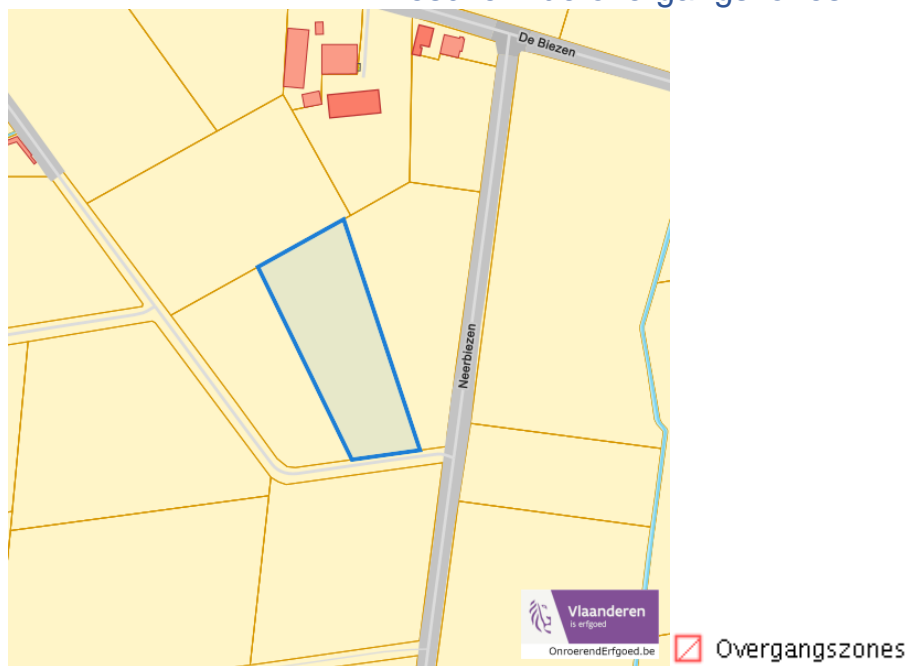 De Biezen
Neerbiezen
Vlaanderen
is erfgoed
OnroerendErfgoed.be
Overgangszones